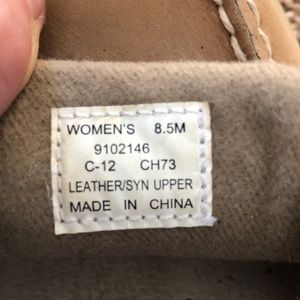 WOMEN'S 8.5M
9102146
C-12 CH73
LEATHER/SYN UPPER
MADE IN CHINA